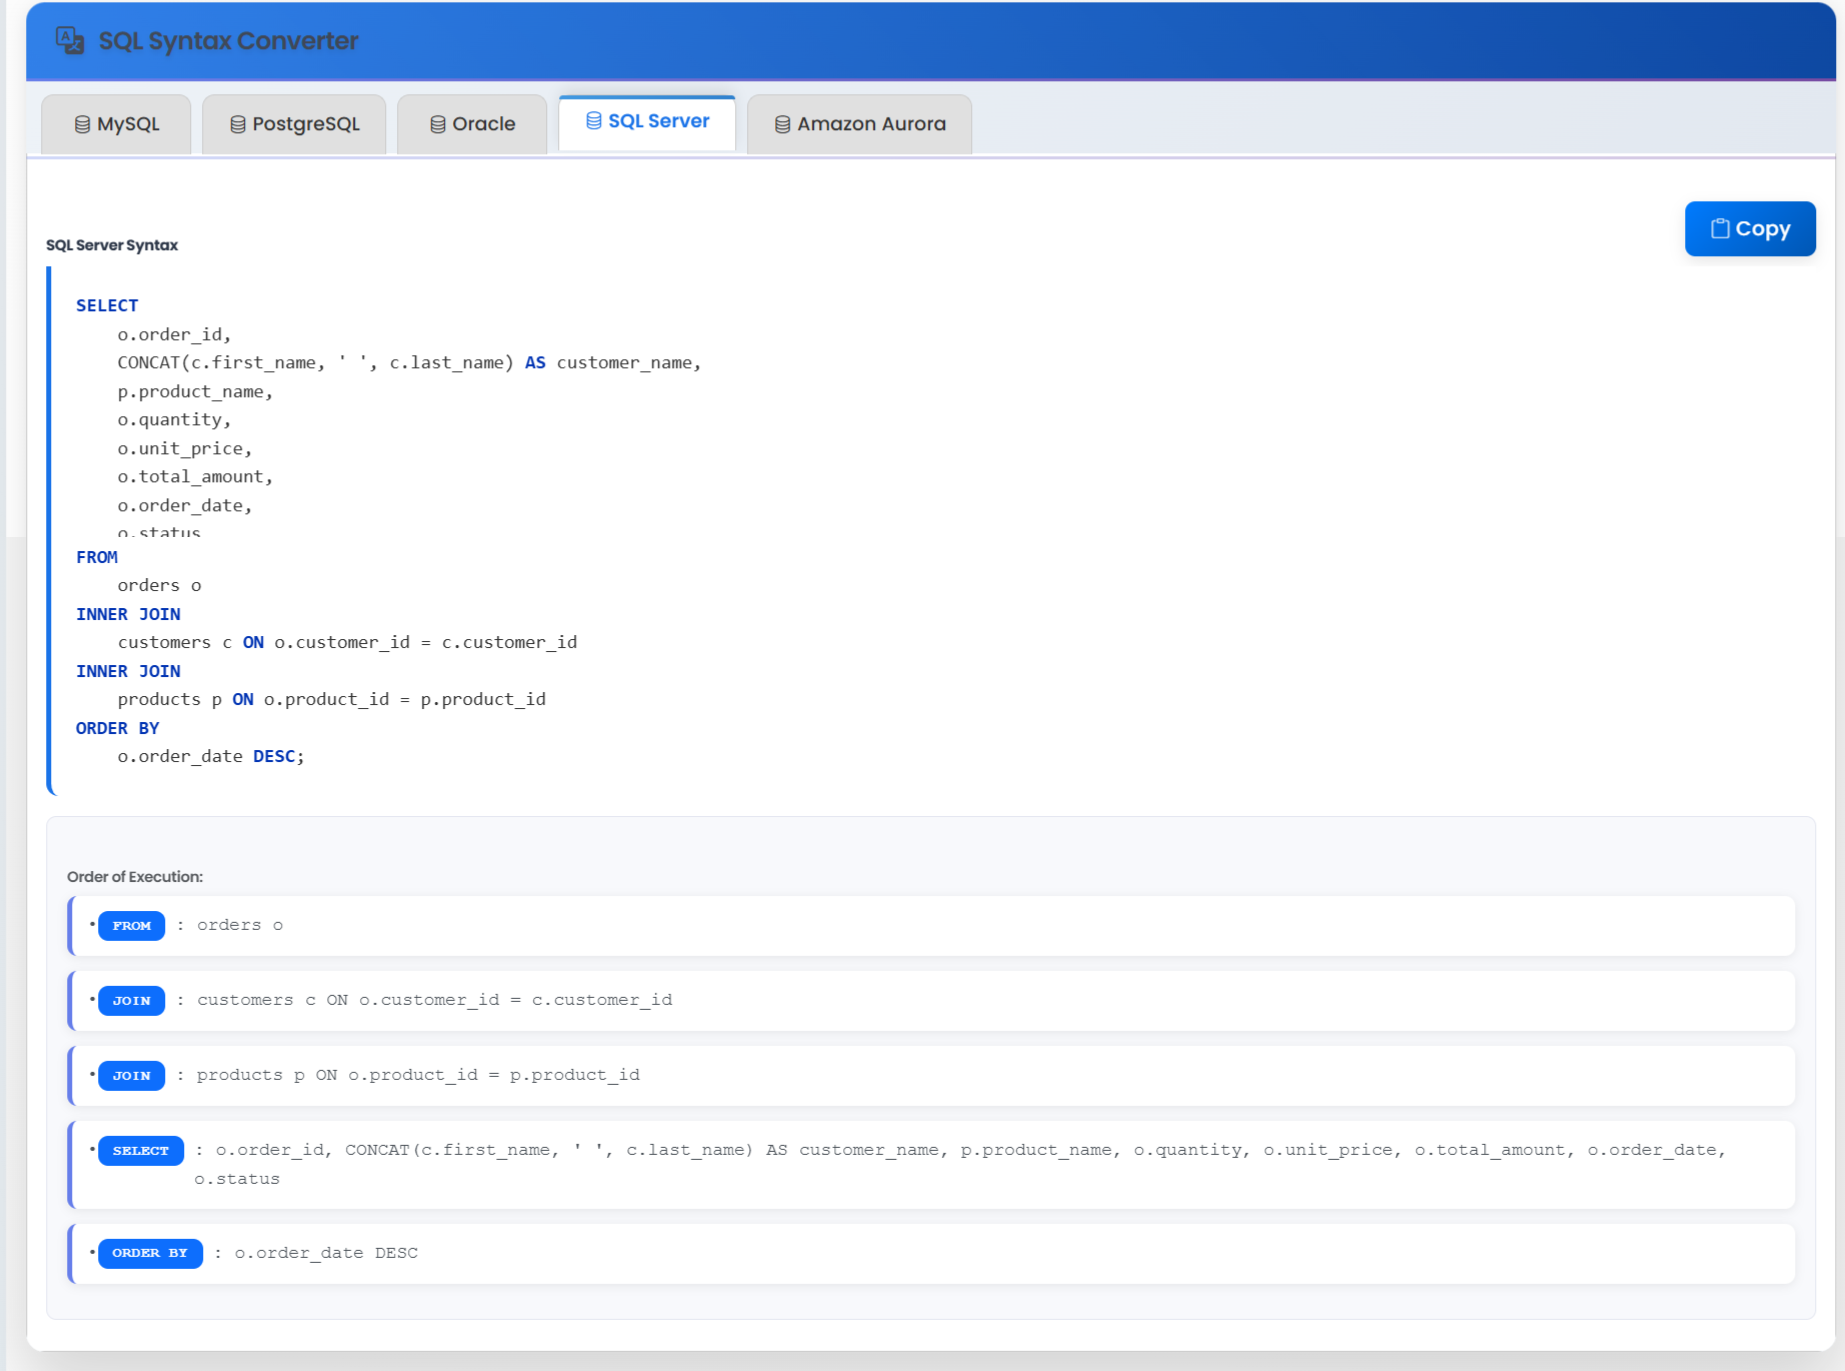 SQL Syntax Converter
MySQL PostgreSQL Oracle SQL Server Amazon Aurora
Copy
SQL Server Syntax
SELECT
o.order_id,
CONCAT(c.first_name, ' ', c.last_name) AS customer_name,
p.product_name,
o.quantity,
o.unit_price,
o.total_amount,
o.order_date,
o.status
FROM
orders o
INNER JOIN
customers c ON o.customer_id = c.customer_id
INNER JOIN
products p ON o.product_id = p.product_id
ORDER BY
o.order_date DESC;
Order of Execution:
• FROM : orders o
• JOIN : customers c ON o.customer_id = c.customer_id
• JOIN : products p ON o.product_id = p.product_id
• SELECT : o.order_id, CONCAT(c.first_name, ' ', c.last_name) AS customer_name, p.product_name, o.quantity, o.unit_price, o.total_amount, o.order_date,
o.status
• ORDER BY : o.order_date DESC